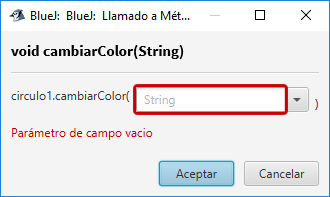 BlueJ: BlueJ: Llamado a Mét...
void cambiarColor(String)
circulo1.cambiarColor( String )
Parámetro de campo vacio
Aceptar Cancelar